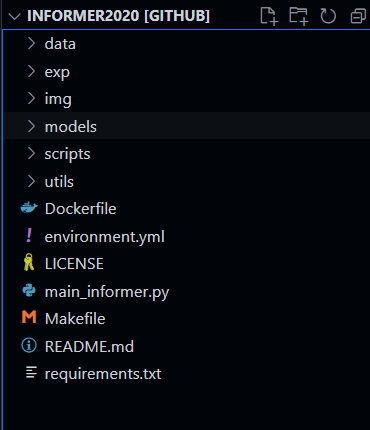 INFORMER2020 [GITHUB]
data
exp
img
models
scripts
utils
Dockerfile
environment.yml
LICENSE
main_informer.py
Makefile
README.md
requirements.txt